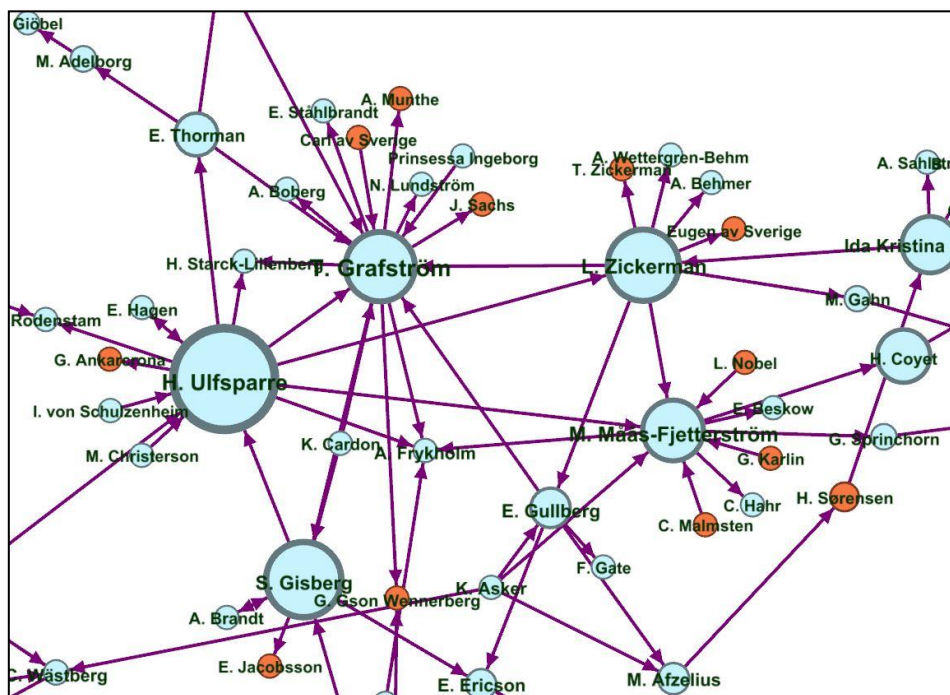 Giöbel
M. Adelborg
E. Thorman
E. Ståhlbrandt
A. Munthe
Carl av Sverige
Prinsessa Ingeborg
A. Boberg
N. Lundström
J. Sachs
A. Wettergren-Behm
T. Zickerman
A. Behmer
Eugen av Sverige
A. Sahlstr
Ida Kristina
H. Starck-Lillenberg
T. Grafström
L. Zickerman
Rodenstam
E. Hagen
M. Gahn
G. Ankarcrona
H. Ulfsparre
L. Nobel
H. Coyet
I. von Schulzenheim
E. Beskow
M. Måås-Fjetterström
G. Sprinchorn
M. Christerson
K. Cardon
A. Frykholm
G. Karlin
H. Sørensen
C. Hahr
E. Gullberg
C. Malmsten
F. Gate
S. Gisberg
G. Gson Wennerberg
K. Asker
A. Brandt
E. Jacobsson
C. Wästberg
E. Ericson
M. Afzelius